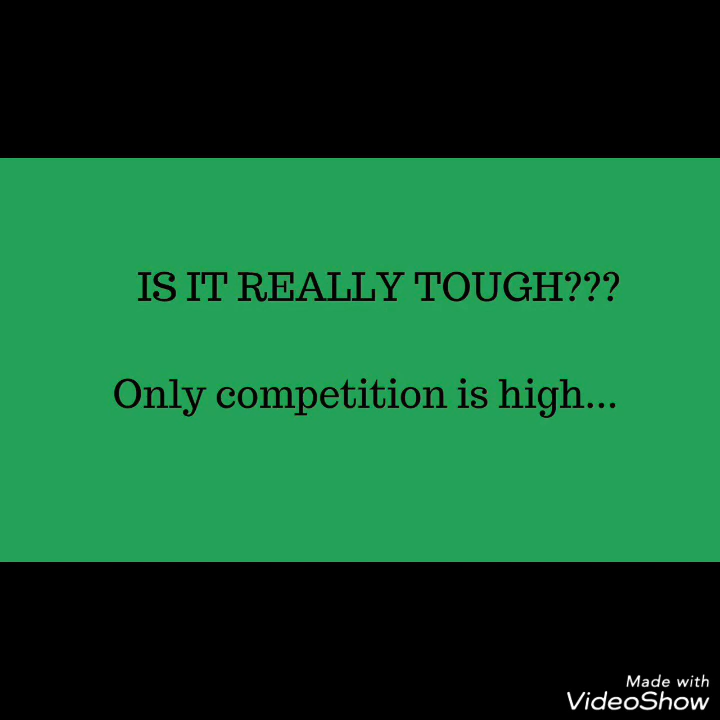 IS IT REALLY TOUGH???
Only competition is high...
Made with
VideoShow